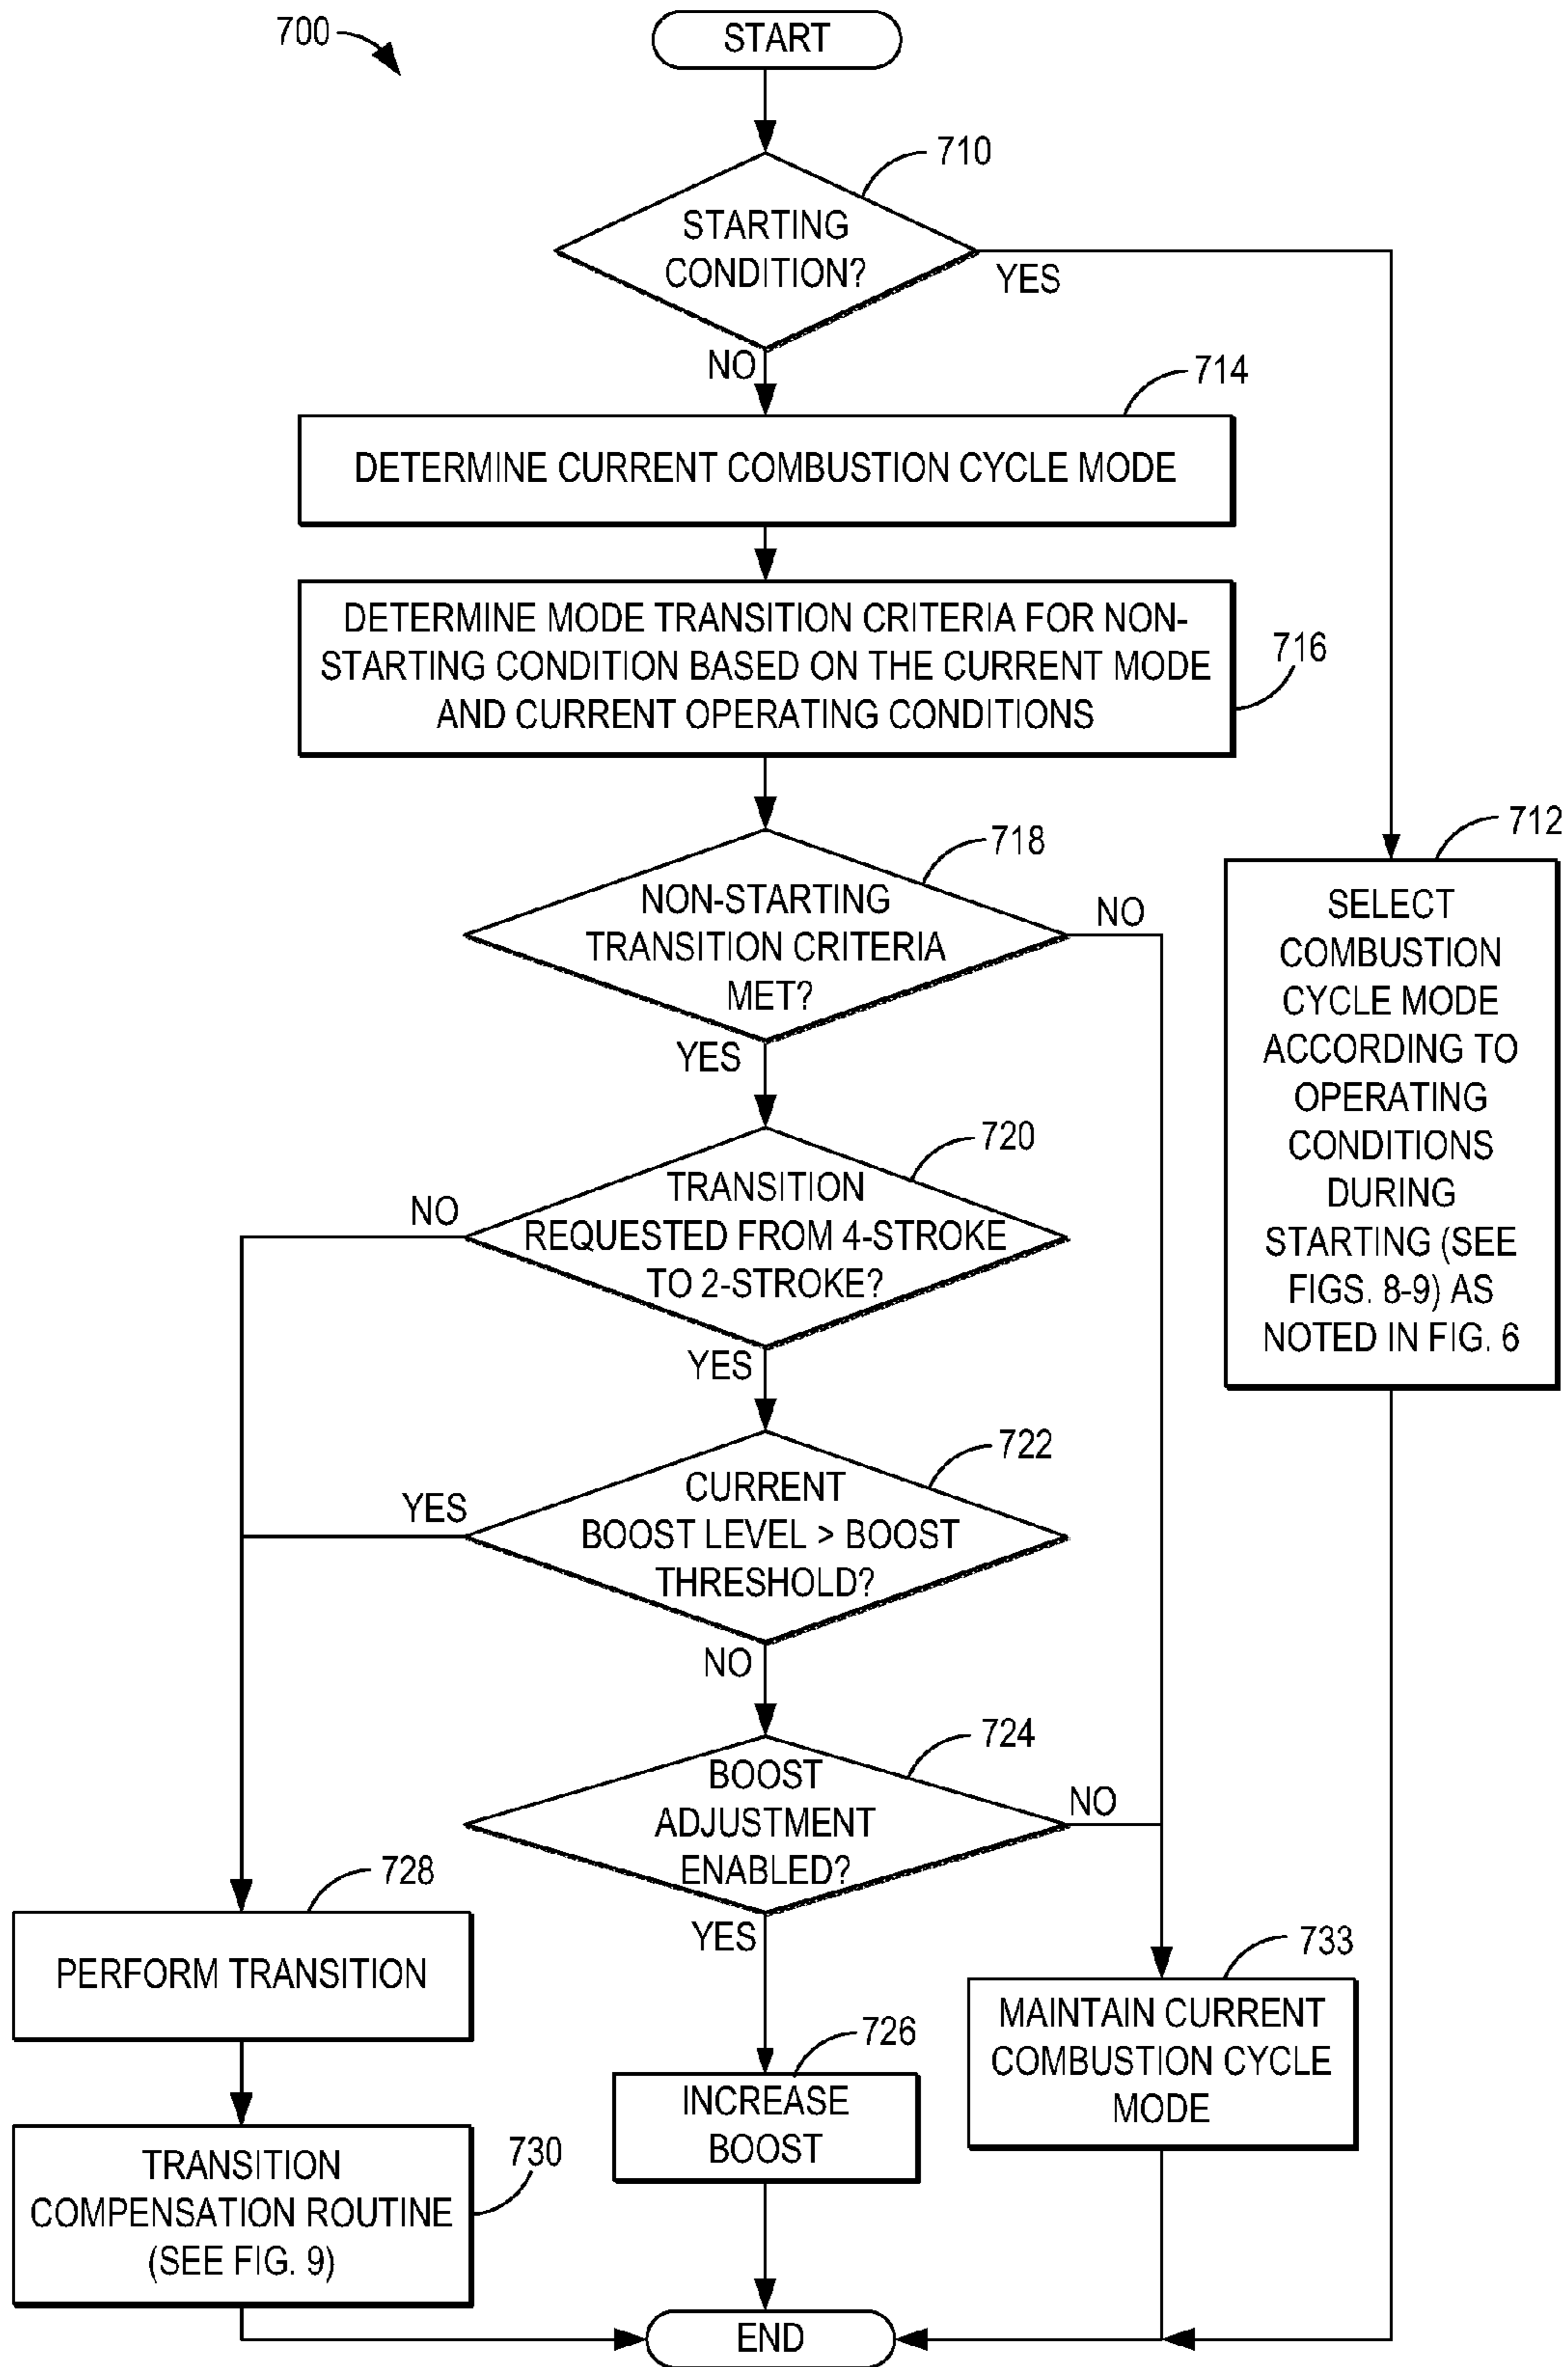 700
START
710
STARTING
CONDITION?
YES
NO
714
DETERMINE CURRENT COMBUSTION CYCLE MODE
DETERMINE MODE TRANSITION CRITERIA FOR NON-
STARTING CONDITION BASED ON THE CURRENT MODE
AND CURRENT OPERATING CONDITIONS
716
718
NON-STARTING
TRANSITION CRITERIA
MET?
NO
YES
712
SELECT
COMBUSTION
CYCLE MODE
ACCORDING TO
OPERATING
CONDITIONS
DURING
STARTING (SEE
FIGS. 8-9) AS
NOTED IN FIG. 6
720
TRANSITION
REQUESTED FROM 4-STROKE
TO 2-STROKE?
NO
YES
722
CURRENT
BOOST LEVEL > BOOST
THRESHOLD?
YES
NO
724
BOOST
ADJUSTMENT
ENABLED?
NO
YES
728
PERFORM TRANSITION
733
MAINTAIN CURRENT
COMBUSTION CYCLE
MODE
726
INCREASE
BOOST
TRANSITION
COMPENSATION ROUTINE
(SEE FIG. 9)
730
END